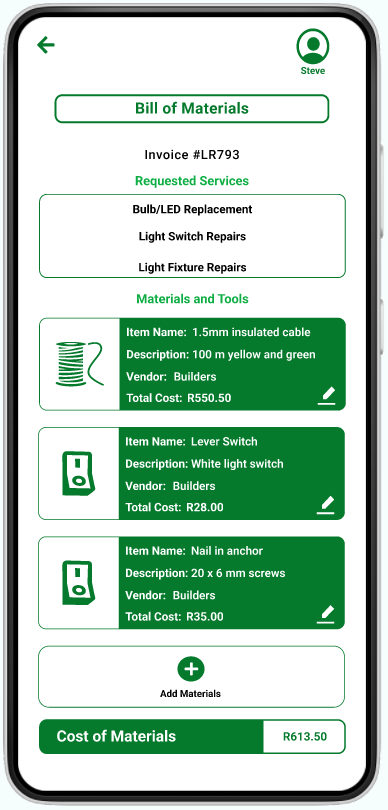 Steve
Bill of Materials
Invoice #LR793
Requested Services
Bulb/LED Replacement
Light Switch Repairs
Light Fixture Repairs
Materials and Tools
Item Name: 1.5mm insulated cable
Description: 100 m yellow and green
Vendor: Builders
Total Cost: R550.50
Item Name: Lever Switch
Description: White light switch
Vendor: Builders
Total Cost: R28.00
Item Name: Nail in anchor
Description: 20 x 6 mm screws
Vendor: Builders
Total Cost: R35.00
Add Materials
Cost of Materials R613.50